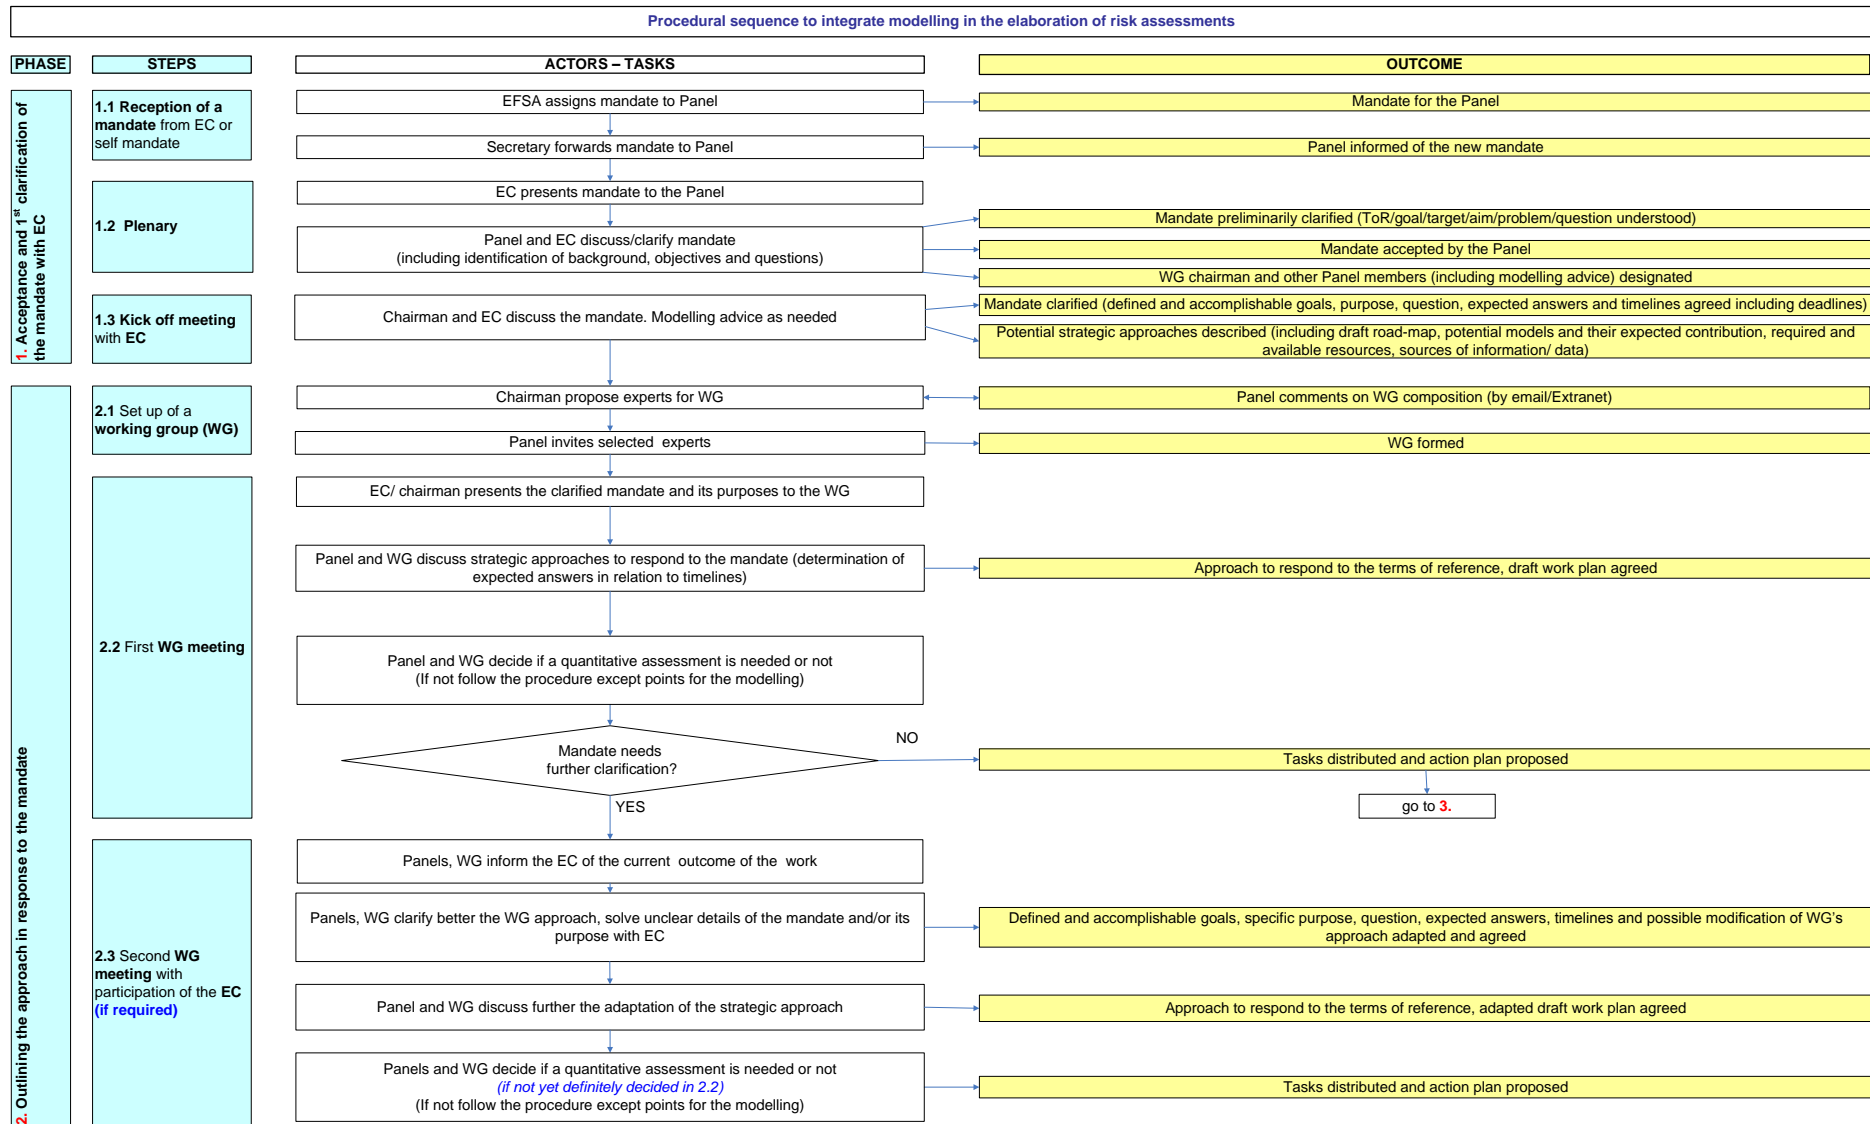 Procedural sequence to integrate modelling in the elaboration of risk assessments
PHASE
STEPS
ACTORS – TASKS
OUTCOME
1. Acceptance and 1st clarification of
the mandate with EC
1.1 Reception of a
mandate from EC or
self mandate
EFSA assigns mandate to Panel
Mandate for the Panel
Secretary forwards mandate to Panel
Panel informed of the new mandate
1.2 Plenary
EC presents mandate to the Panel
Panel and EC discuss/clarify mandate
(including identification of background, objectives and questions)
Mandate preliminarily clarified (ToR/goal/target/aim/problem/question understood)
Mandate accepted by the Panel
WG chairman and other Panel members (including modelling advice) designated
1.3 Kick off meeting
with EC
Chairman and EC discuss the mandate. Modelling advice as needed
Mandate clarified (defined and accomplishable goals, purpose, question, expected answers and timelines agreed including deadlines)
Potential strategic approaches described (including draft road-map, potential models and their expected contribution, required and
available resources, sources of information/ data)
2. Outlining the approach in response to the mandate
2.1 Set up of a
working group (WG)
Chairman propose experts for WG
Panel comments on WG composition (by email/Extranet)
Panel invites selected experts
WG formed
2.2 First WG meeting
EC/ chairman presents the clarified mandate and its purposes to the WG
Panel and WG discuss strategic approaches to respond to the mandate (determination of
expected answers in relation to timelines)
Approach to respond to the terms of reference, draft work plan agreed
Panel and WG decide if a quantitative assessment is needed or not
(If not follow the procedure except points for the modelling)
Mandate needs
further clarification?
NO
Tasks distributed and action plan proposed
go to 3.
YES
2.3 Second WG
meeting with
participation of the EC
(if required)
Panels, WG inform the EC of the current outcome of the work
Panels, WG clarify better the WG approach, solve unclear details of the mandate and/or its
purpose with EC
Defined and accomplishable goals, specific purpose, question, expected answers, timelines and possible modification of WG's
approach adapted and agreed
Panel and WG discuss further the adaptation of the strategic approach
Approach to respond to the terms of reference, adapted draft work plan agreed
Panels and WG decide if a quantitative assessment is needed or not
(if not yet definitely decided in 2.2)
(If not follow the procedure except points for the modelling)
Tasks distributed and action plan proposed